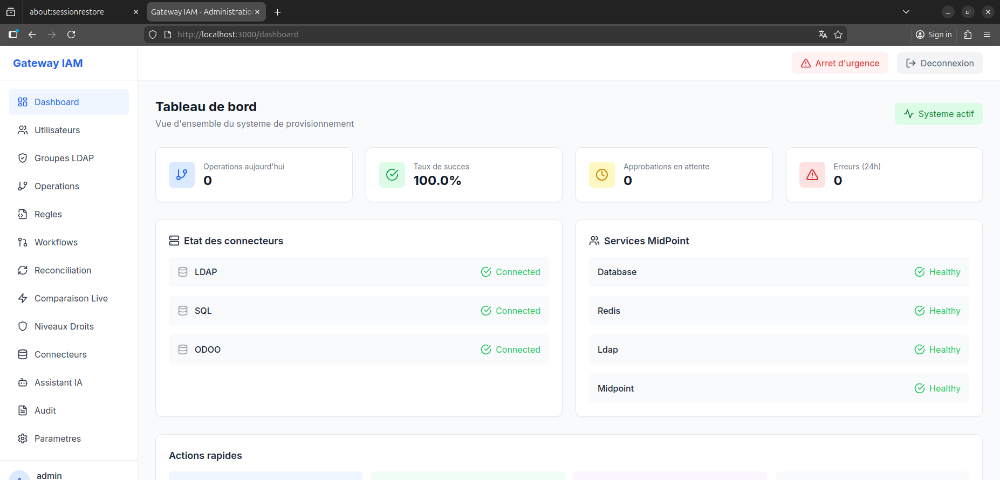 about:sessionrestore
Gateway IAM - Administratio
http://localhost:3000/dashboard
Sign in
Gateway IAM
Arret d'urgence
Deconnexion
Dashboard
Utilisateurs
Groupes LDAP
Operations
Regles
Workflows
Reconciliation
Comparaison Live
Niveaux Droits
Connecteurs
Assistant IA
Audit
Parametres
admin
Tableau de bord
Vue d'ensemble du systeme de provisionnement
Systeme actif
Operations aujourd'hui
0
Taux de succes
100.0%
Approbations en attente
0
Erreurs (24h)
0
Etat des connecteurs
LDAP Connected
SQL Connected
ODOO Connected
Services MidPoint
Database Healthy
Redis Healthy
Ldap Healthy
Midpoint Healthy
Actions rapides